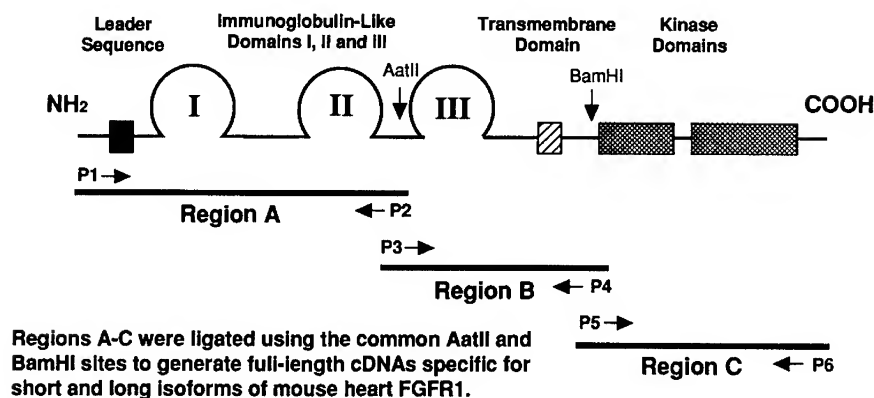 Leader
Sequence
Immunoglobulin-Like
Domains I, II and III
Transmembrane
Domain
Kinase
Domains
AatII
BamHI
NH2
COOH
I
II
III
P1
P2
Region A
P3
P4
Region B
P5
P6
Region C
Regions A-C were ligated using the common AatII and
BamHI sites to generate full-length cDNAs specific for
short and long isoforms of mouse heart FGFR1.